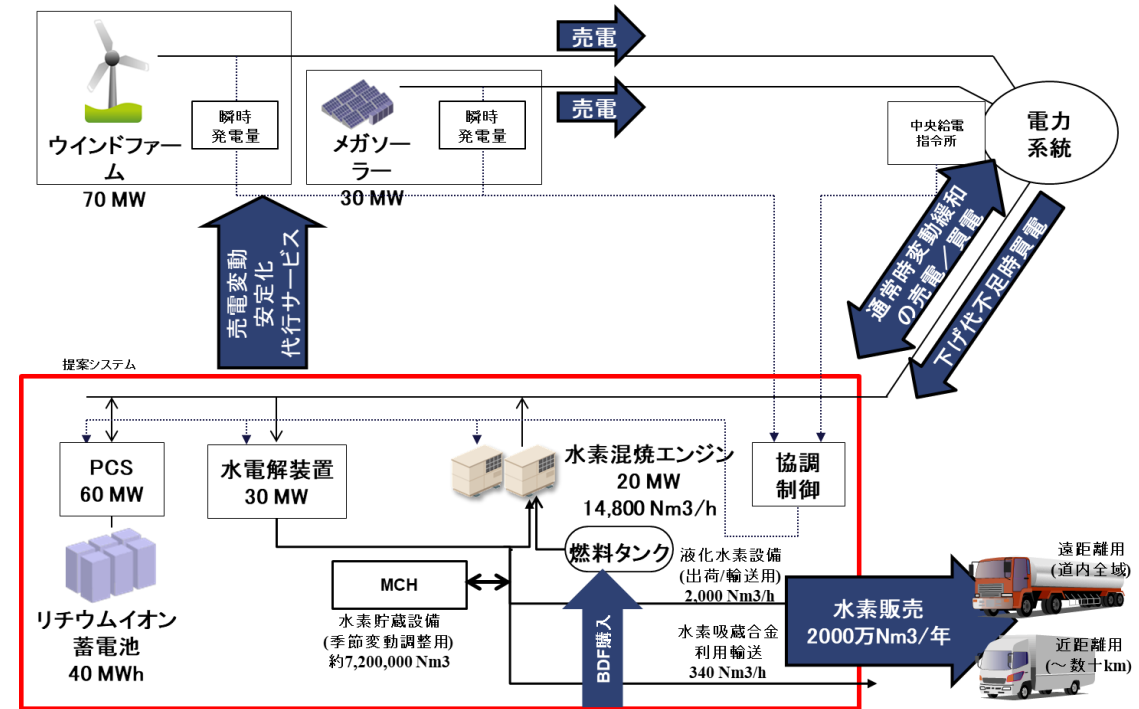 売電
売電
瞬時
発電量
瞬時
発電量
ウインドファー
ム
70 MW
メガソー
ラー
30 MW
中央給電
指令所
電力
系統
売電変動
安定化
代行サービス
通常時変動緩和
の売電／買電
下げ代不足時買電
提案システム
PCS
60 MW
水電解装置
30 MW
水素混焼エンジン
20 MW
14,800 Nm3/h
協調
制御
燃料タンク
リチウムイオン
蓄電池
40 MWh
MCH
水素貯蔵設備
(季節変動調整用)
約7,200,000 Nm3
BDF購入
液化水素設備
(出荷/輸送用)
2,000 Nm3/h
水素吸蔵合金
利用輸送
340 Nm3/h
水素販売
2000万Nm3/年
遠距離用
(道内全域)
近距離用
(～数十km)